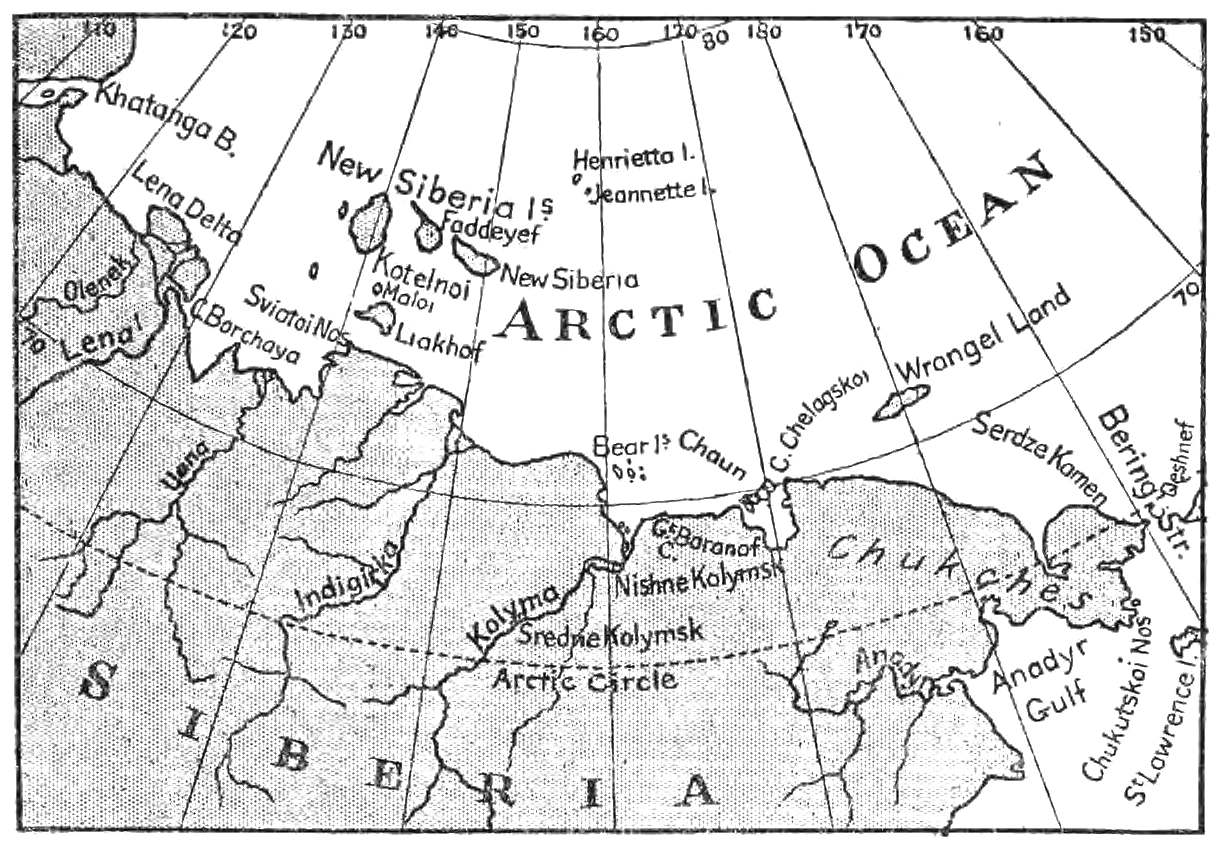 110 120 130 140 150 160 170 80 180 170 160 150
Khatanga B.
Lena Delta
New Siberia Is
Henrietta I.
Jeannette I.
Faddeyef
Kotelnoi
New Siberia
Maloi
Liakhof
Sviatoi Nos
C. Borchaya
Olenek
Lena
70
ARCTIC OCEAN
70
Wrangel Land
C. Chelagskoi
Bear Is
Chaun
Serdze Kamen
Bering Str.
Deshnef
Indigirka
Kolyma
Gt Baranof
C.
Nishne Kolymsk
Sredne Kolymsk
Arctic Circle
Chukches
Anadyr
Gulf
Chukutskoi Nos
St Lawrence I.
SIBERIA